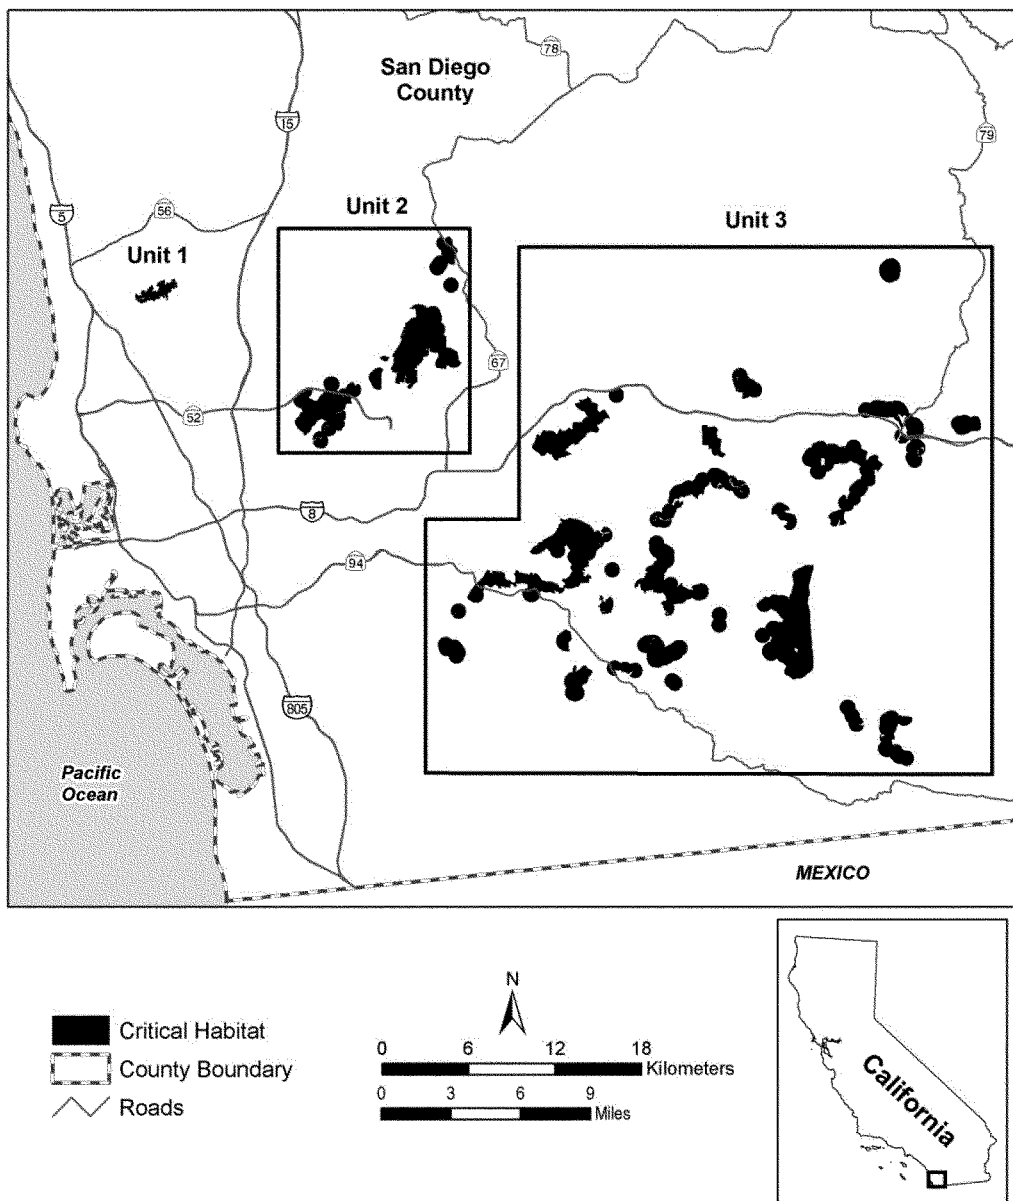 San Diego
County
78
15
79
5
56
Unit 2
Unit 3
Unit 1
67
52
8
94
805
Pacific
Ocean
MEXICO
N
Critical Habitat
County Boundary
Roads
0 6 12 18
Kilometers
0 3 6 9
Miles
California